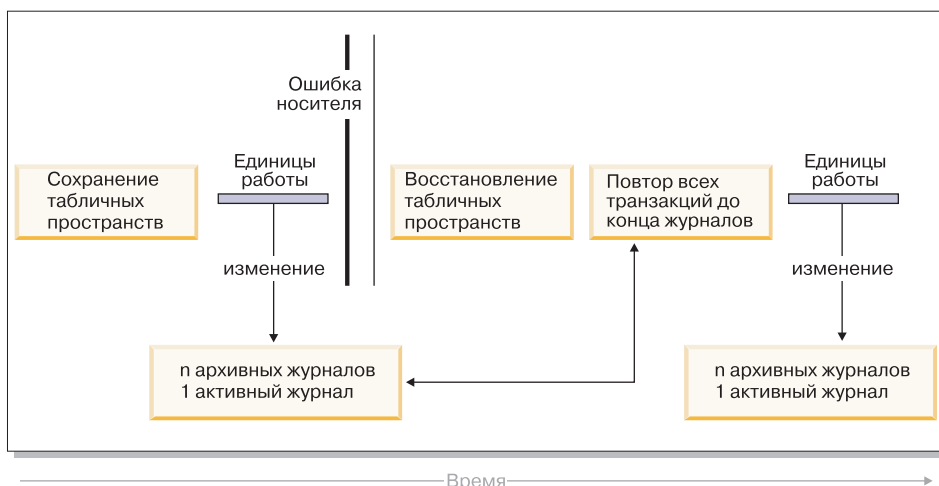 Ошибка
носителя
Сохранение
табличных
пространств
Единицы
работы
Восстановление
табличных
пространств
Повтор всех
транзакций до
конца журналов
Единицы
работы
изменение
изменение
n архивных журналов
1 активный журнал
n архивных журналов
1 активный журнал
Время